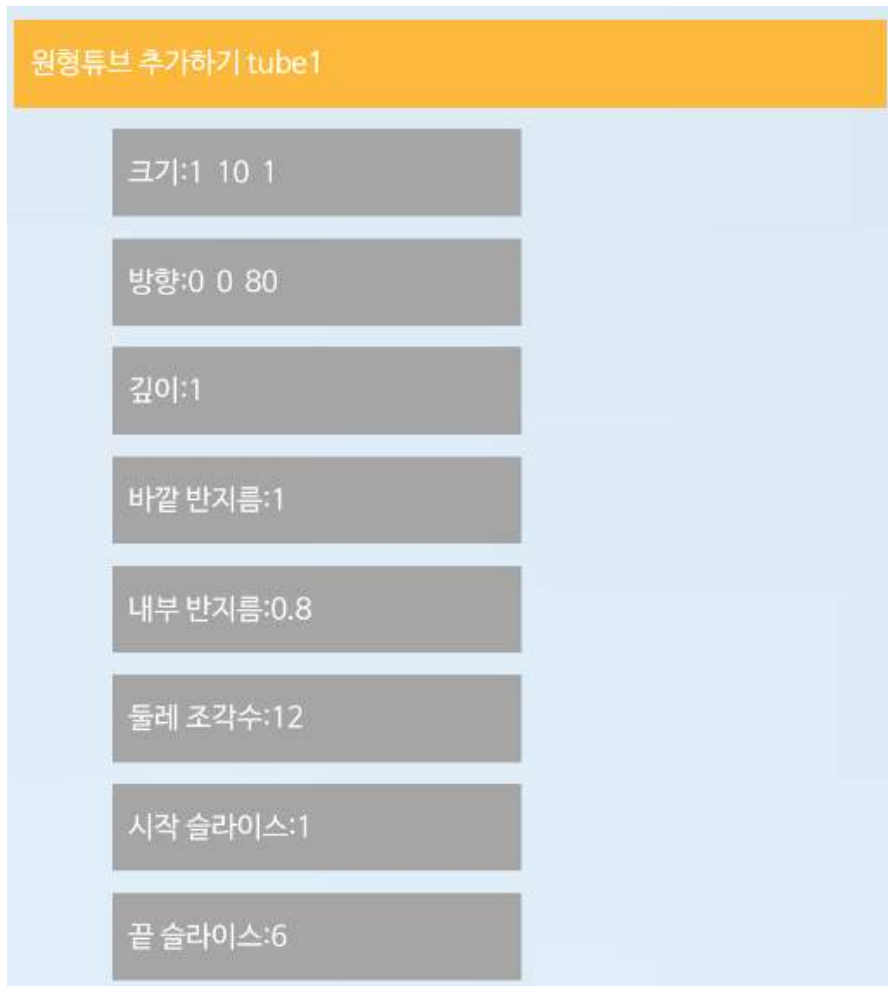 원형튜브 추가하기 tube1
크기:1 10 1
방향:0 0 80
깊이:1
바깥 반지름:1
내부 반지름:0.8
둘레 조각수:12
시작 슬라이스:1
끝 슬라이스:6